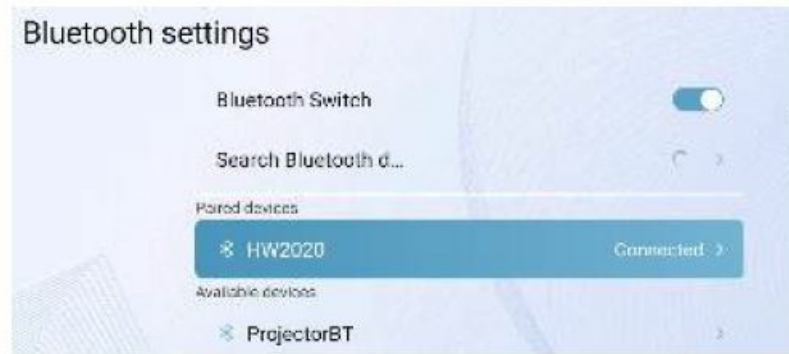 Bluetooth settings
Bluetooth Switch
Search Bluetooth d...
Paired devices
HW2020 Connected
Available devices
ProjectorBT